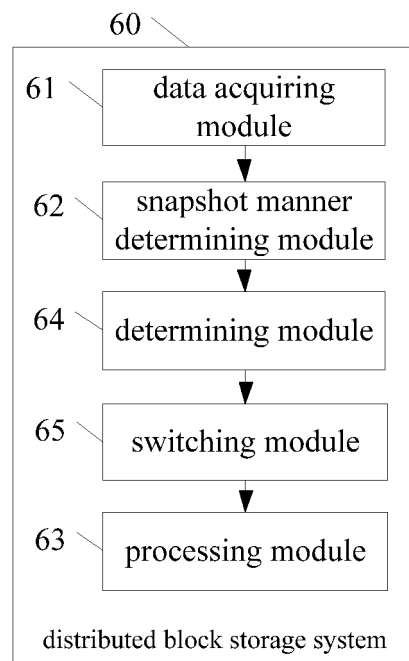 60
61
data acquiring
module
62
snapshot manner
determining module
64
determining module
65
switching module
63
processing module
distributed block storage system